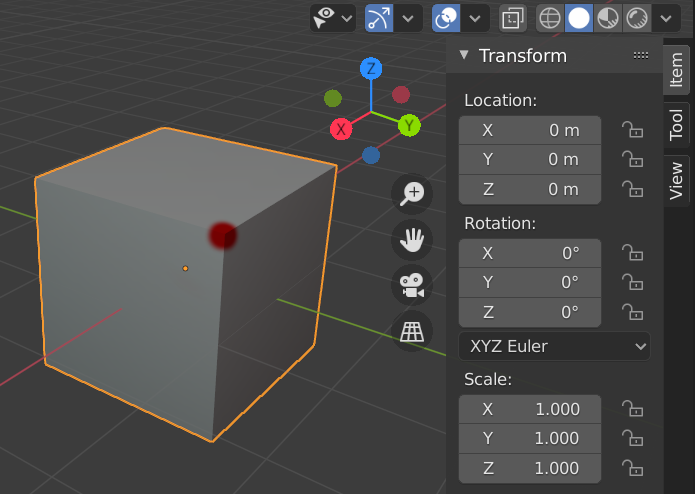 Transform
Z
X
Y
Location:
X 0 m
Y 0 m
Z 0 m
Rotation:
X 0°
Y 0°
Z 0°
XYZ Euler
Scale:
X 1.000
Y 1.000
Z 1.000
Item
Tool
View